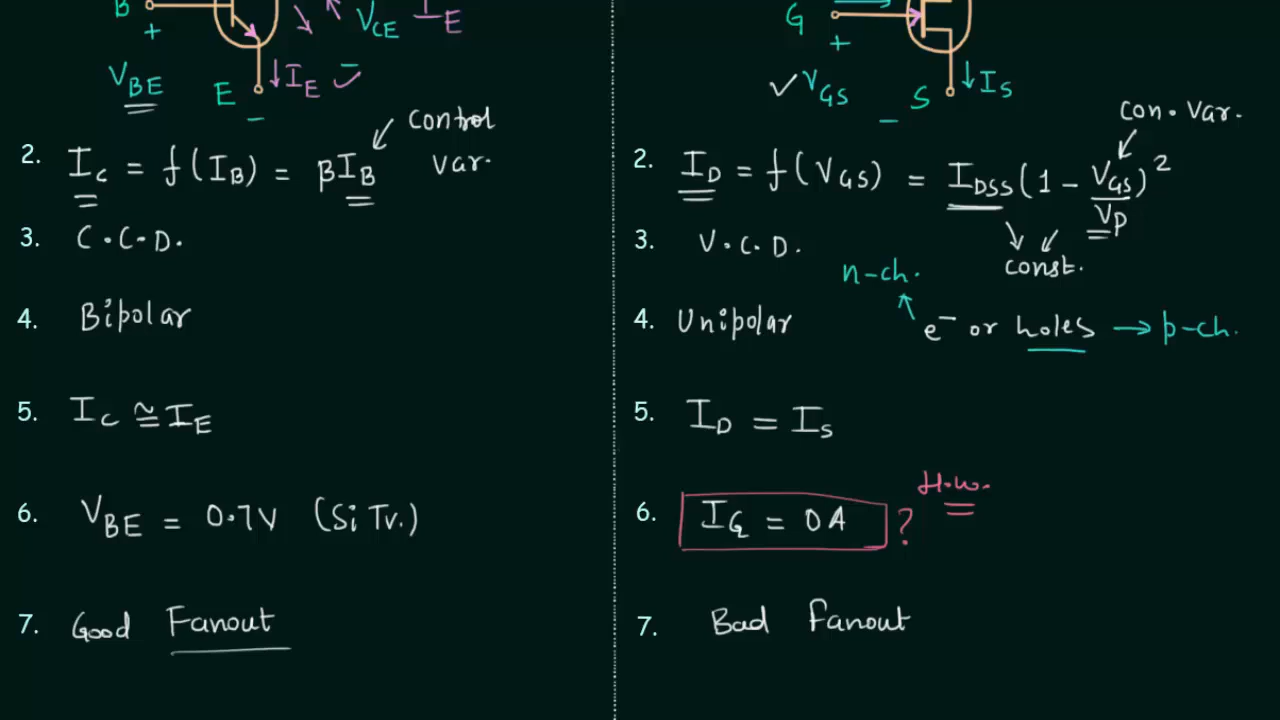 B
+
V_BE
E
-
↓I_E
V_CE I_E
2. I_C = f(I_B) = βI_B
control
var.
3. C.C.D.
4. Bipolar
5. I_C ≅ I_E
6. V_BE = 0.7V (Si Tr.)
7. Good Fanout
G
+
✓V_GS
-
S
↓I_S
con. var.
2. I_D = f(V_GS) = I_DSS(1 - V_GS/V_P)²
const.
3. V.C.D.
n-ch.
4. Unipolar e⁻ or holes → p-ch.
5. I_D = I_S
6. I_G = 0A ? H.w.
7. Bad fanout